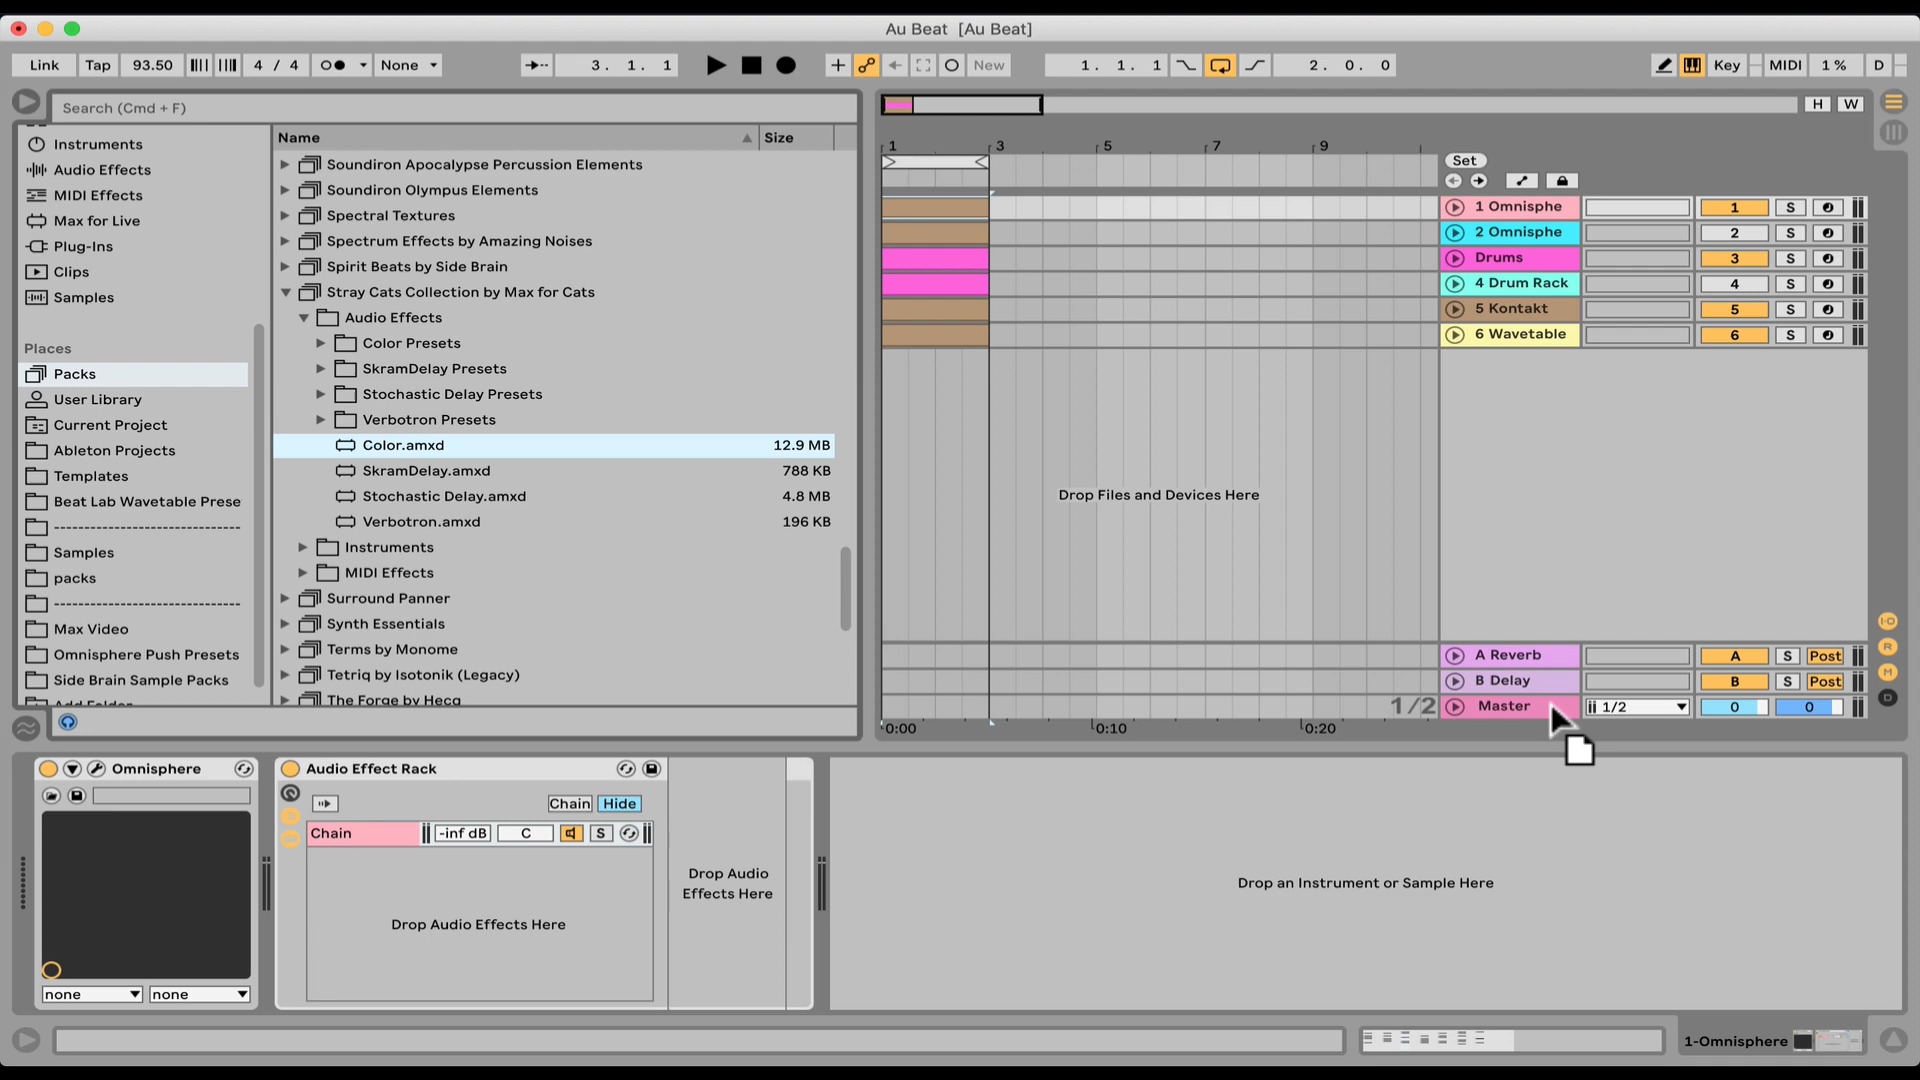 Au Beat [Au Beat]
Link Tap 93.50 4 / 4 None 3. 1. 1 New 1. 1. 1 2. 0. 0 Key MIDI 1 % D
Search (Cmd + F)
Instruments
Audio Effects
MIDI Effects
Max for Live
Plug-Ins
Clips
Samples
Places
Packs
User Library
Current Project
Ableton Projects
Templates
Beat Lab Wavetable Prese
--------------------------
Samples
packs
--------------------------
Max Video
Omnisphere Push Presets
Side Brain Sample Packs
Add Folder
Name Size
Soundiron Apocalypse Percussion Elements
Soundiron Olympus Elements
Spectral Textures
Spectrum Effects by Amazing Noises
Spirit Beats by Side Brain
Stray Cats Collection by Max for Cats
Audio Effects
Color Presets
SkramDelay Presets
Stochastic Delay Presets
Verbotron Presets
Color.amxd 12.9 MB
SkramDelay.amxd 788 KB
Stochastic Delay.amxd 4.8 MB
Verbotron.amxd 196 KB
Instruments
MIDI Effects
Surround Panner
Synth Essentials
Terms by Monome
Tetriq by Isotonik (Legacy)
The Forge by Hecq
H W
1 3 5 7 9
Set
1 Omnisphe 1 S
2 Omnisphe 2 S
Drums 3 S
4 Drum Rack 4 S
5 Kontakt 5 S
6 Wavetable 6 S
Drop Files and Devices Here
A Reverb A S Post
B Delay B S Post
1/2 Master 1/2 0 0
0:00 0:10 0:20
I·O
R
M
D
Omnisphere
none none
Audio Effect Rack
Chain Hide
Chain -inf dB C S
Drop Audio Effects Here
Drop Audio
Effects Here
Drop an Instrument or Sample Here
1-Omnisphere